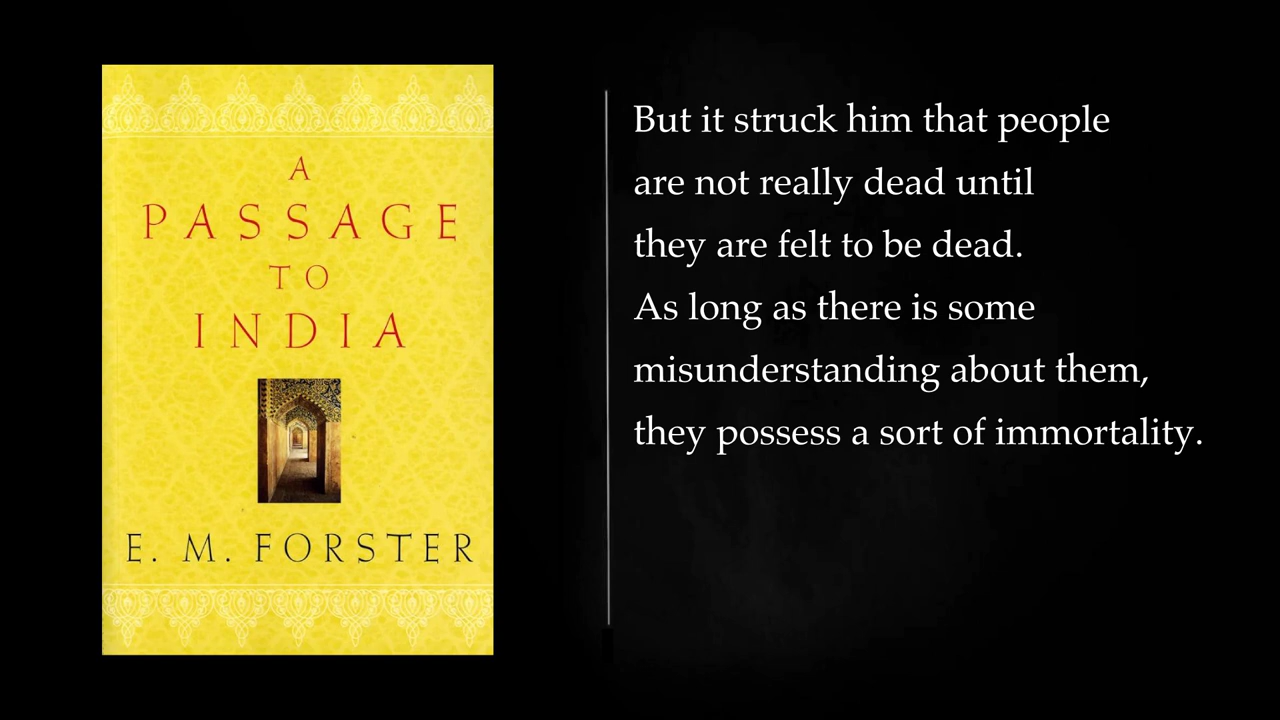 A
PASSAGE
TO
INDIA
E. M. FORSTER
But it struck him that people
are not really dead until
they are felt to be dead.
As long as there is some
misunderstanding about them,
they possess a sort of immortality.